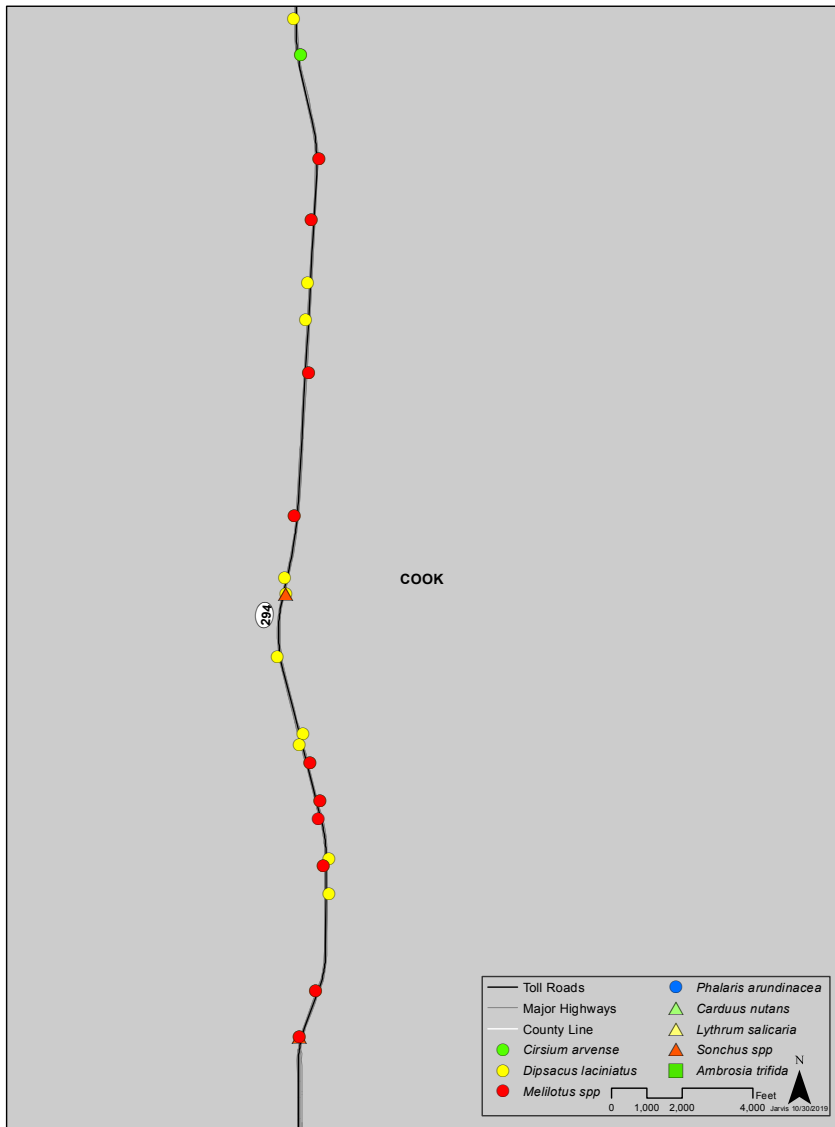 COOK
294
Toll Roads
Major Highways
County Line
Cirsium arvense
Dipsacus laciniatus
Melilotus spp
Phalaris arundinacea
Carduus nutans
Lythrum salicaria
Sonchus spp
Ambrosia trifida
N
Feet
0 1,000 2,000 4,000
Jarvis 10/30/2019